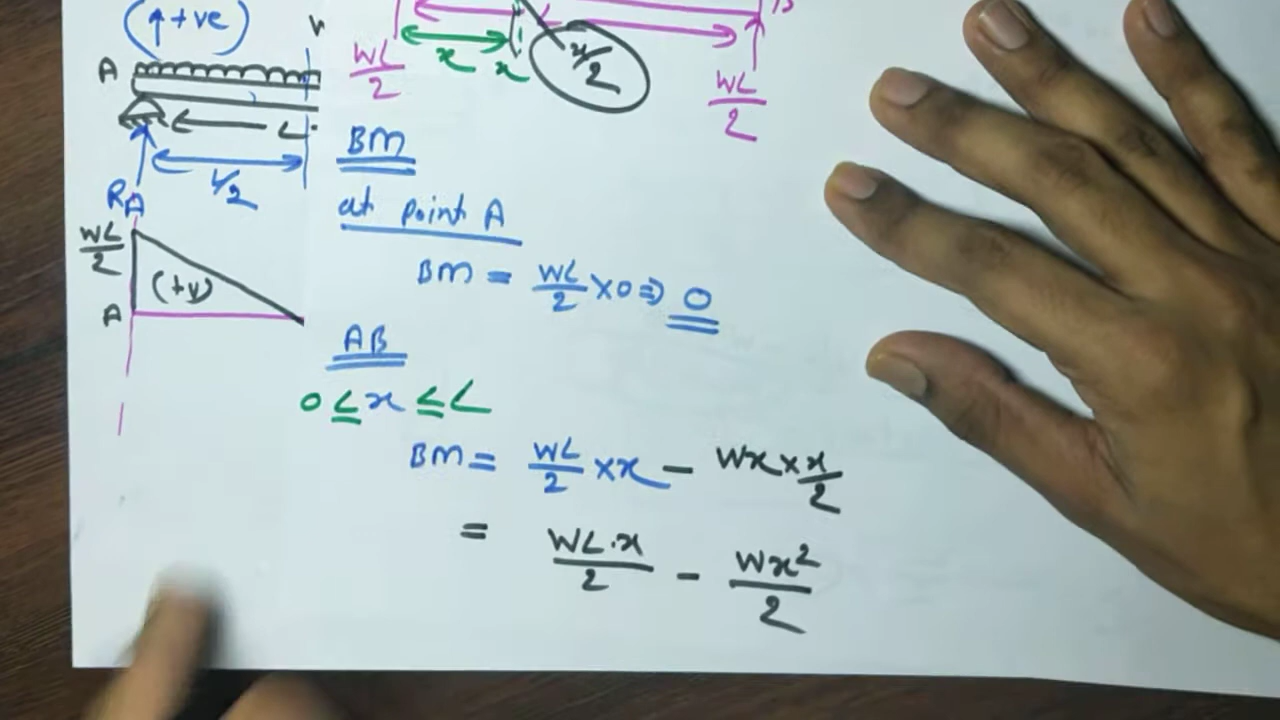 (↑+ve)
W
A
L
L/2
RA
WL/2
(+v)
A
B
x
x
x/2
WL/2
WL/2
BM
at point A
BM = WL/2 ×0 ⇒ 0
AB
0 ≤ x ≤ L
BM = WL/2 ×x - Wx × x/2
= WL.x/2 - Wx²/2